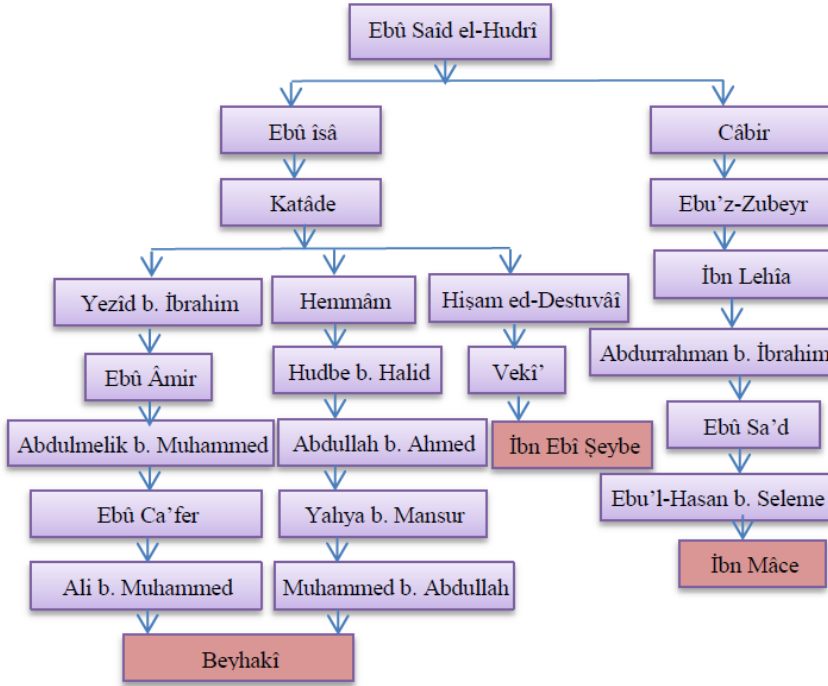 Ebû Saîd el-Hudrî
Ebû îsâ
Câbir
Katâde
Ebu’z-Zubeyr
Yezîd b. İbrahim
Hemmâm
Hişam ed-Destuvâî
İbn Lehîa
Ebû Âmir
Hudbe b. Halid
Vekî’
Abdurrahman b. İbrahim
Abdulmelik b. Muhammed
Abdullah b. Ahmed
İbn Ebî Şeybe
Ebû Sa’d
Ebû Ca’fer
Yahya b. Mansur
Ebu’l-Hasan b. Seleme
Ali b. Muhammed
Muhammed b. Abdullah
İbn Mâce
Beyhakî